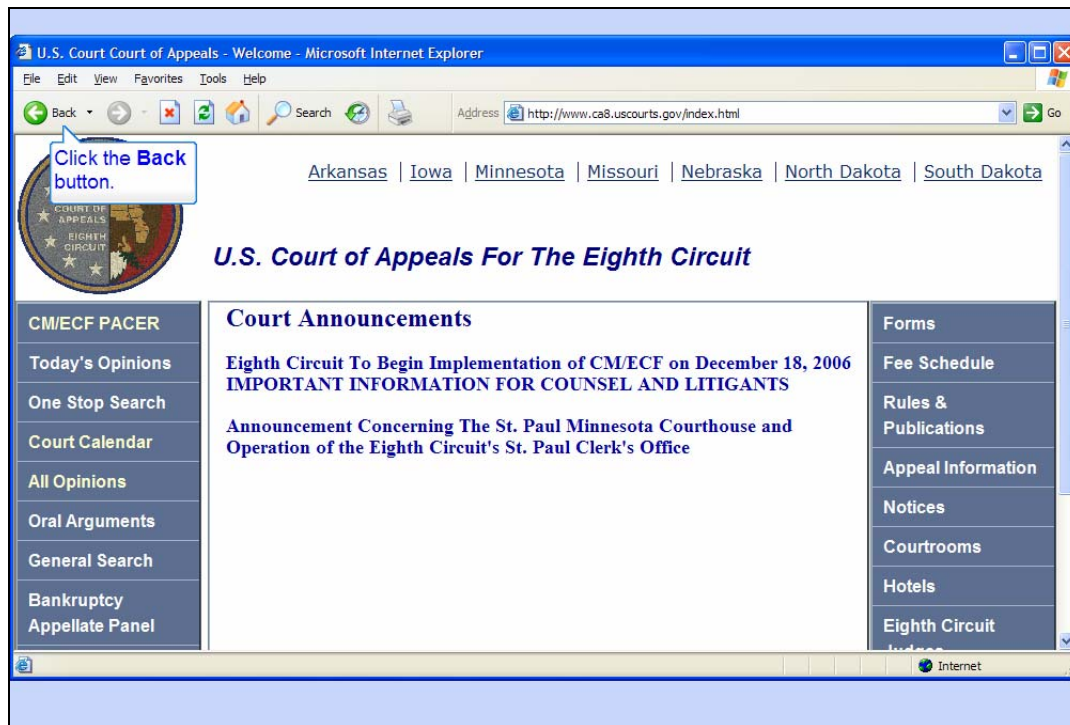 U.S. Court Court of Appeals - Welcome - Microsoft Internet Explorer
File Edit View Favorites Tools Help
Back Search Address http://www.ca8.uscourts.gov/index.html Go
Click the Back
button.
Arkansas | Iowa | Minnesota | Missouri | Nebraska | North Dakota | South Dakota
COURT OF
APPEALS
EIGHTH
CIRCUIT
U.S. Court of Appeals For The Eighth Circuit
CM/ECF PACER
Today's Opinions
One Stop Search
Court Calendar
All Opinions
Oral Arguments
General Search
Bankruptcy
Appellate Panel
Court Announcements
Eighth Circuit To Begin Implementation of CM/ECF on December 18, 2006
IMPORTANT INFORMATION FOR COUNSEL AND LITIGANTS
Announcement Concerning The St. Paul Minnesota Courthouse and
Operation of the Eighth Circuit's St. Paul Clerk's Office
Forms
Fee Schedule
Rules &
Publications
Appeal Information
Notices
Courtrooms
Hotels
Eighth Circuit
Judges
Internet